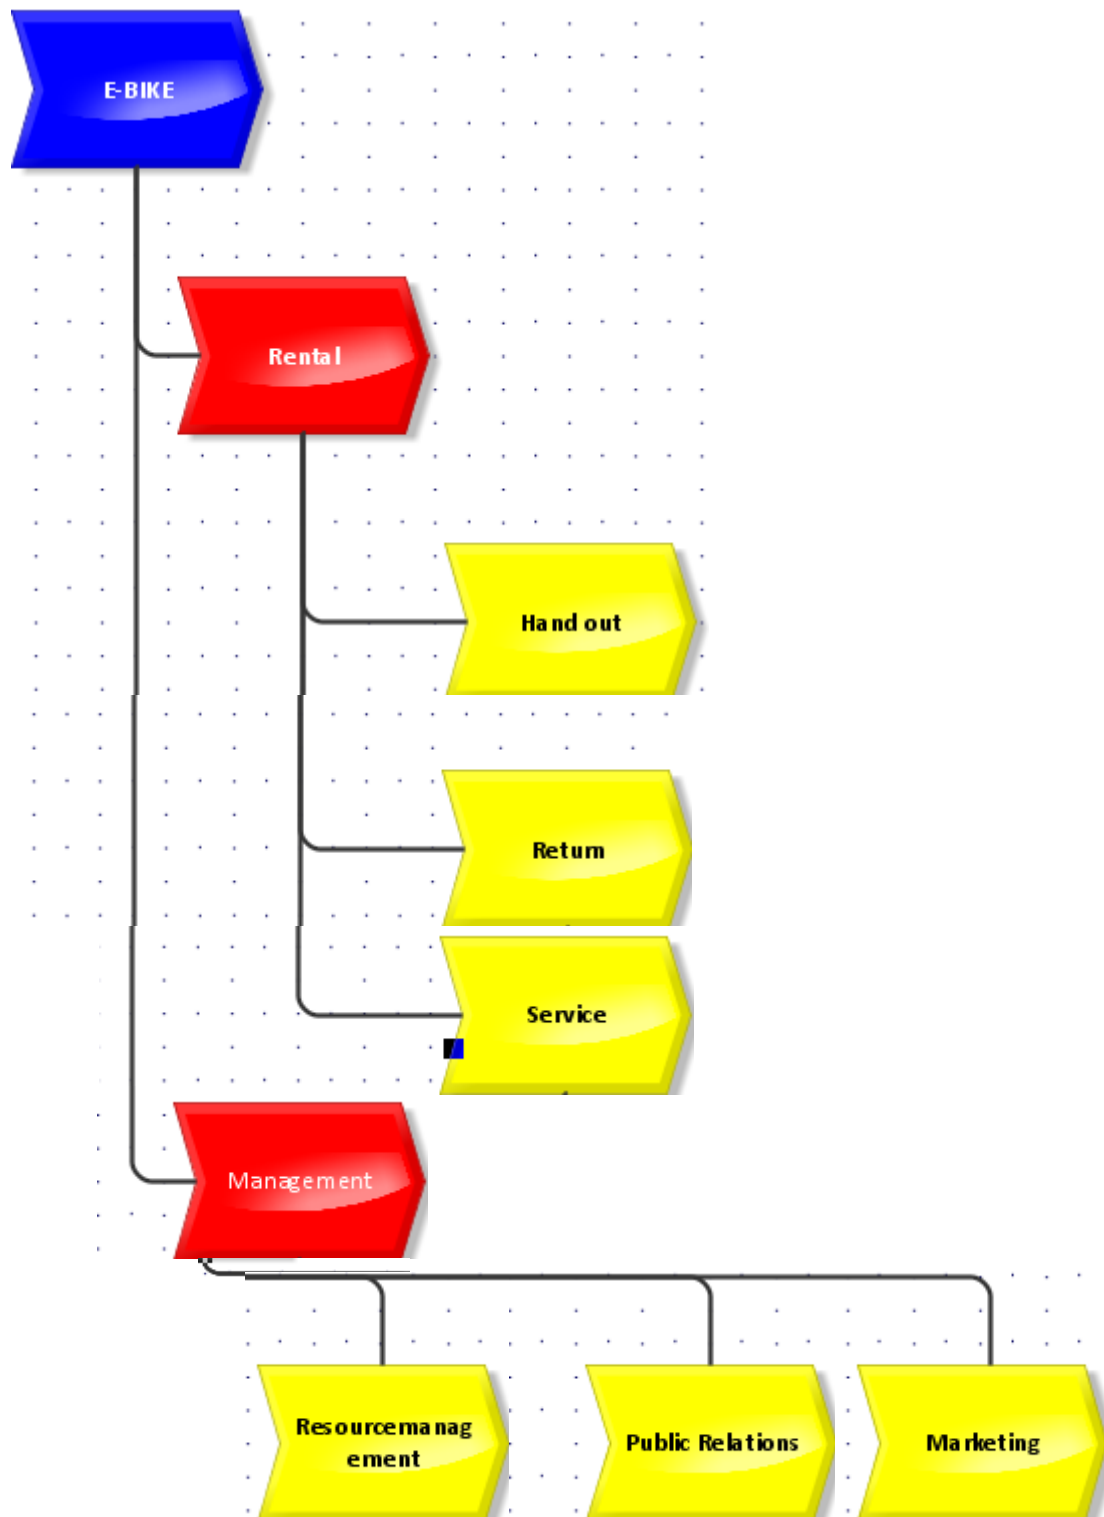 E-BIKE
Rental
Hand out
Return
Service
Management
Resourcemanag
ement
Public Relations
Marketing